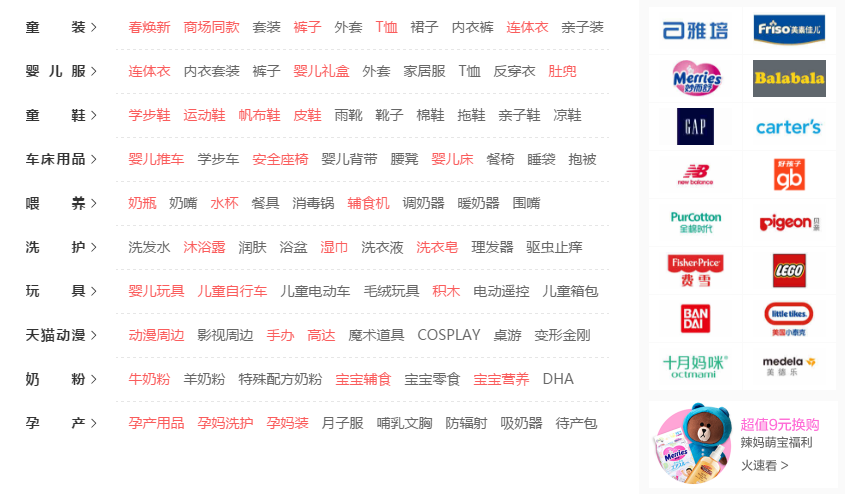 童 装 > 春焕新 商场同款 套装 裤子 外套 T恤 裙子 内衣裤 连体衣 亲子装
婴 儿 服 > 连体衣 内衣套装 裤子 婴儿礼盒 外套 家居服 T恤 反穿衣 肚兜
童 鞋 > 学步鞋 运动鞋 帆布鞋 皮鞋 雨靴 靴子 棉鞋 拖鞋 亲子鞋 凉鞋
车床用品 > 婴儿推车 学步车 安全座椅 婴儿背带 腰凳 婴儿床 餐椅 睡袋 抱被
喂 养 > 奶瓶 奶嘴 水杯 餐具 消毒锅 辅食机 调奶器 暖奶器 围嘴
洗 护 > 洗发水 沐浴露 润肤 浴盆 湿巾 洗衣液 洗衣皂 理发器 驱虫止痒
玩 具 > 婴儿玩具 儿童自行车 儿童电动车 毛绒玩具 积木 电动遥控 儿童箱包
天猫动漫 > 动漫周边 影视周边 手办 高达 魔术道具 COSPLAY 桌游 变形金刚
奶 粉 > 牛奶粉 羊奶粉 特殊配方奶粉 宝宝辅食 宝宝零食 宝宝营养 DHA
孕 产 > 孕产用品 孕妈洗护 孕妈装 月子服 哺乳文胸 防辐射 吸奶器 待产包
雅培
Friso美素佳儿
Merries
妙而舒
Balabala
GAP
carter's
new balance
好孩子
gb
PurCotton
全棉时代
Pigeon 贝亲
Fisher-Price
费雪
LEGO
BAN
DAI
little tikes
美国小泰克
十月妈咪
octmami
medela
美德乐
Merries
超值9元换购
辣妈萌宝福利
火速看 >